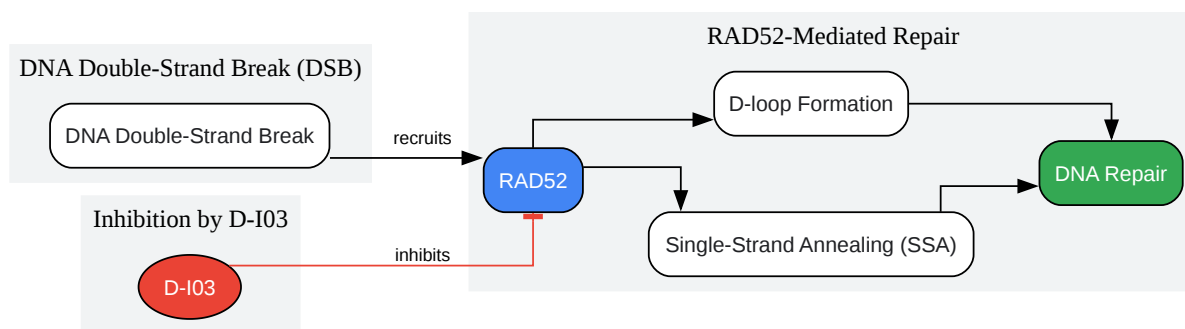 DNA Double-Strand Break (DSB)
DNA Double-Strand Break
recruits
Inhibition by D-I03
D-I03
inhibits
RAD52-Mediated Repair
RAD52
D-loop Formation
Single-Strand Annealing (SSA)
DNA Repair